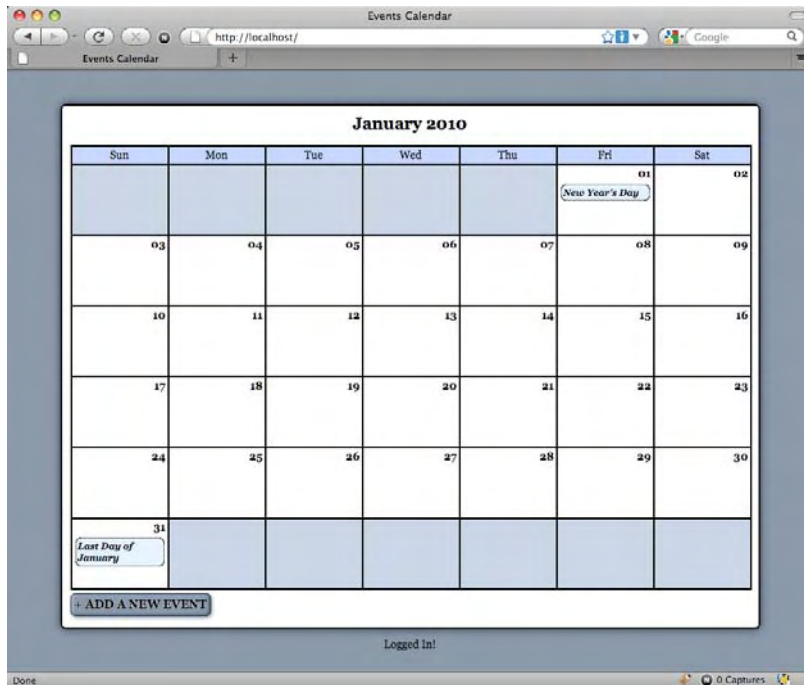 Events Calendar
http://localhost/
Google
Events Calendar
+
January 2010
Sun Mon Tue Wed Thu Fri Sat
01 02
New Year's Day
03 04 05 06 07 08 09
10 11 12 13 14 15 16
17 18 19 20 21 22 23
24 25 26 27 28 29 30
31
Last Day of
January
+ ADD A NEW EVENT
Logged In!
Done
0 Captures